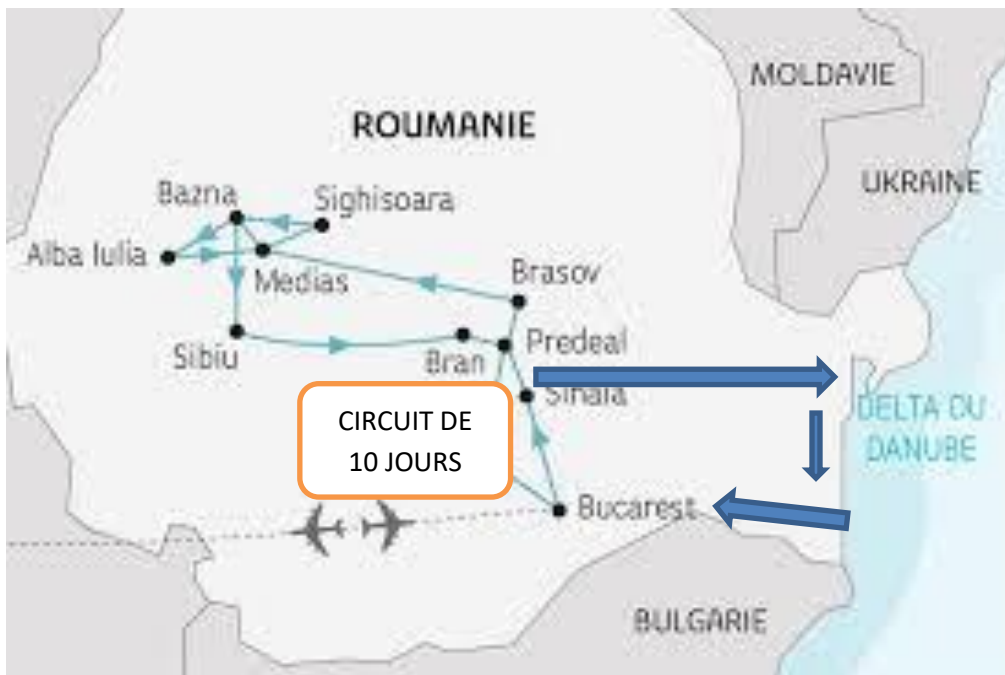 MOLDAVIE
ROUMANIE
UKRAINE
Bazna
Sighisoara
Alba Iulia
Medias
Brasov
Sibiu
Bran
Predeal
Sinaia
DELTA DU
DANUBE
CIRCUIT DE
10 JOURS
Bucarest
BULGARIE